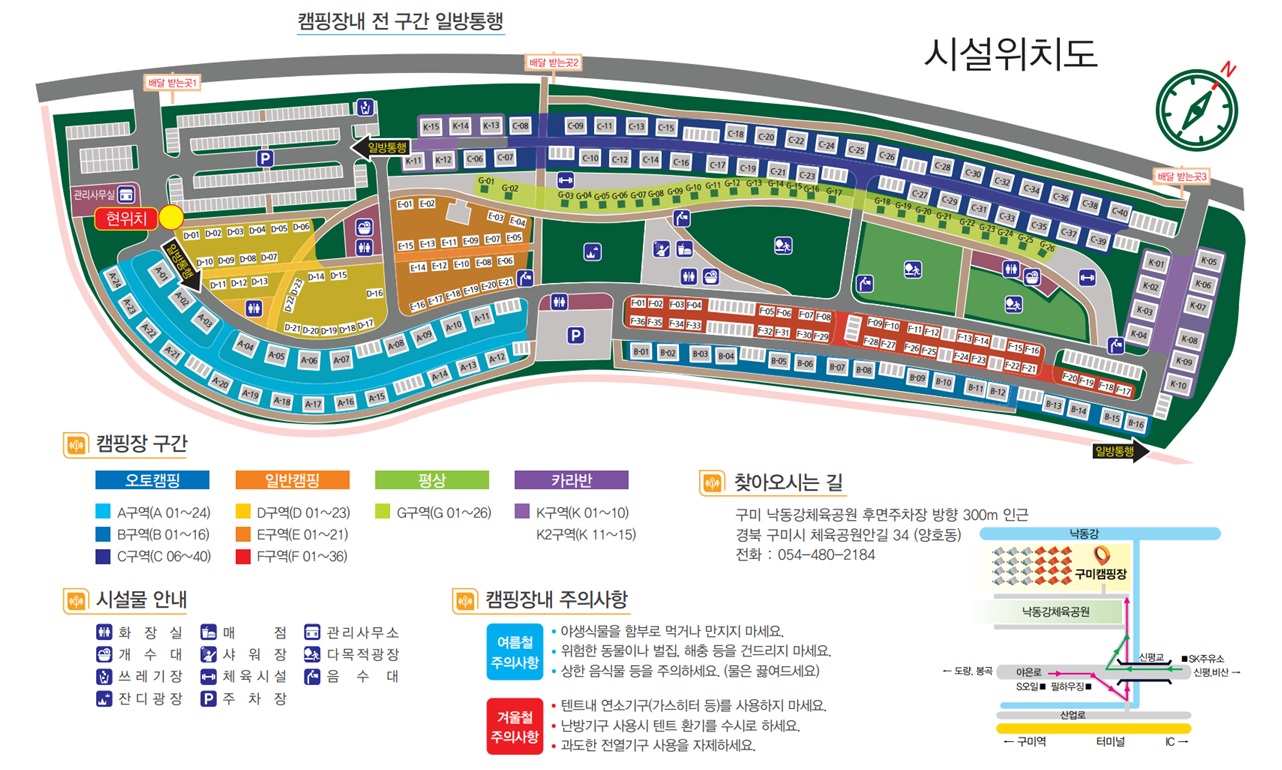 캠핑장내 전 구간 일방통행
시설위치도
N
배달 받는곳1
배달 받는곳2
배달 받는곳3
일방통행
관리사무실
현위치
일방통행
P
P
K-15 K-14 K-13 C-08 C-09 C-11 C-13 C-15 C-18 C-20 C-22 C-24 C-25 C-26 C-28 C-30 C-32 C-34 C-36 C-38 C-40
K-11 K-12 C-06 C-07 C-10 C-12 C-14 C-16 C-17 C-19 C-21 C-23 C-27 C-29 C-31 C-33 C-35 C-37 C-39
G-01 G-02 G-03 G-04 G-05 G-06 G-07 G-08 G-09 G-10 G-11 G-12 G-13 G-14 G-15 G-16 G-17 G-18 G-19 G-20 G-21 G-22 G-23 G-24 G-25 G-26
D-01 D-02 D-03 D-04 D-05 D-06
D-10 D-09 D-08 D-07
D-11 D-12 D-13 D-14 D-15
D-22 D-23 D-16
D-21 D-20 D-19 D-18 D-17
E-01 E-02 E-03 E-04
E-15 E-13 E-11 E-09 E-07 E-05
E-14 E-12 E-10 E-08 E-06
E-16 E-17 E-18 E-19 E-20 E-21
K-01 K-05
K-02 K-06
K-03 K-07
K-04 K-08
K-09
K-10
A-01 A-02 A-03 A-04 A-05 A-06 A-07 A-08 A-09 A-10 A-11
A-24 A-23 A-22 A-21 A-20 A-19 A-18 A-17 A-16 A-15 A-14 A-13 A-12
F-01 F-02 F-03 F-04 F-05 F-06 F-07 F-08 F-09 F-10 F-11 F-12 F-13 F-14 F-15 F-16
F-36 F-35 F-34 F-33 F-32 F-31 F-30 F-29 F-28 F-27 F-26 F-25 F-24 F-23 F-22 F-21
F-20 F-19 F-18 F-17
B-01 B-02 B-03 B-04 B-05 B-06 B-07 B-08 B-09 B-10 B-11 B-12 B-13 B-14 B-15 B-16
일방통행
캠핑장 구간
오토캠핑 일반캠핑 평상 카라반
A구역(A 01~24) D구역(D 01~23) G구역(G 01~26) K구역(K 01~10)
B구역(B 01~16) E구역(E 01~21) K2구역(K 11~15)
C구역(C 06~40) F구역(F 01~36)
찾아오시는 길
구미 낙동강체육공원 후면주차장 방향 300m 인근
경북 구미시 체육공원안길 34 (양호동)
전화 : 054-480-2184
낙동강
구미캠핑장
낙동강체육공원
신평교 ■SK주유소
← 도량, 봉곡 야은로 신평,비산 →
S오일■ 필하우징■
산업로
← 구미역 터미널 IC →
시설물 안내
화장실 매점 관리사무소
개수대 샤워장 다목적광장
쓰레기장 체육시설 음수대
잔디광장 P 주차장
캠핑장내 주의사항
여름철
주의사항
• 야생식물을 함부로 먹거나 만지지 마세요.
• 위험한 동물이나 벌집, 해충 등을 건드리지 마세요.
• 상한 음식물 등을 주의하세요. (물은 끓여드세요)
겨울철
주의사항
• 텐트내 연소기구(가스히터 등)를 사용하지 마세요.
• 난방기구 사용시 텐트 환기를 수시로 하세요.
• 과도한 전열기구 사용을 자제하세요.